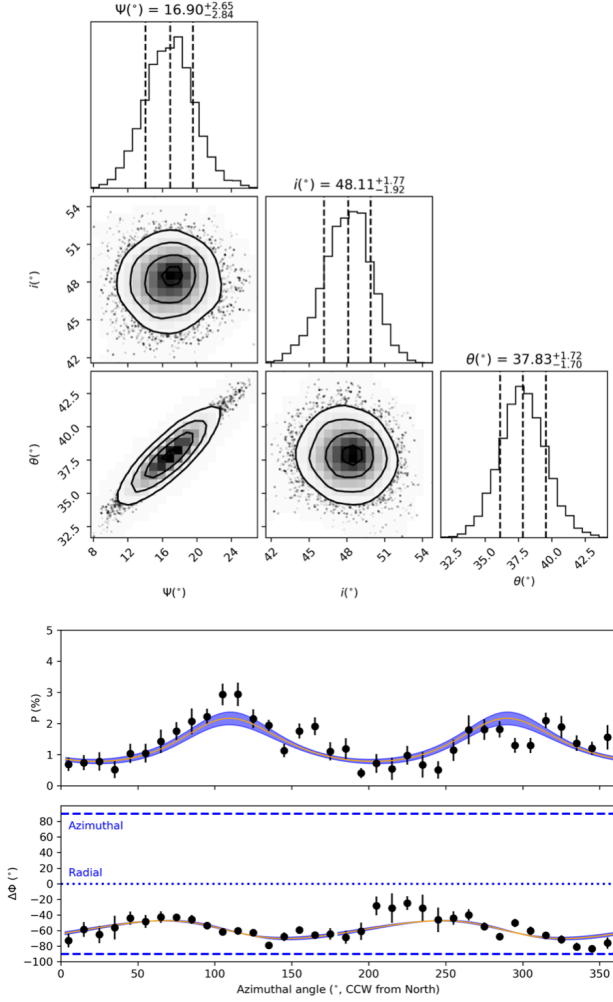 Ψ(°) = 16.90+2.65−2.84
54
51
48
45
42
i(°)
i(°) = 48.11+1.77−1.92
42.5
40.0
37.5
35.0
32.5
θ(°)
θ(°) = 37.83+1.72−1.70
8 12 16 20 24
Ψ(°)
42 45 48 51 54
i(°)
32.5 35.0 37.5 40.0 42.5
θ(°)
5
4
3
2
1
0
P (%)
80
60
40
20
0
−20
−40
−60
−80
−100
ΔΦ (°)
Azimuthal
Radial
0 50 100 150 200 250 300 350
Azimuthal angle (°, CCW from North)